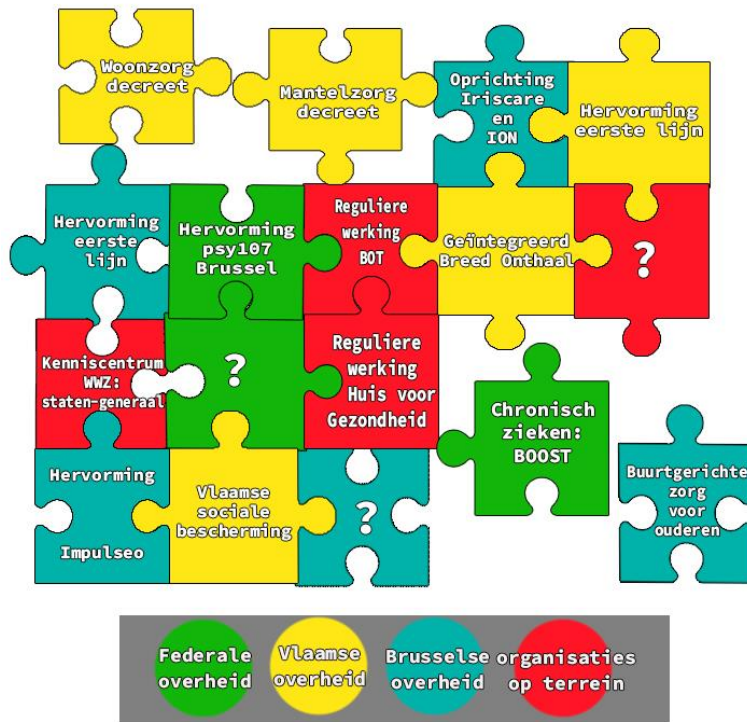 Woonzorg
decreet
Mantelzorg
decreet
Oprichting
Iriscare
en
ION
Hervorming
eerste lijn
Hervorming
eerste
lijn
Hervorming
psy107
Brussel
Reguliere
werking
BOT
Geïntegreerd
Breed Onthaal
?
Kenniscentrum
WWZ:
staten-generaal
?
Reguliere
werking
Huis voor
Gezondheid
Chronisch
zieken:
BOOST
Buurtgerichte
zorg
voor
ouderen
Hervorming
Impulseo
Vlaamse
sociale
bescherming
?
Federale
overheid
Vlaamse
overheid
Brusselse
overheid
organisaties
op terrein